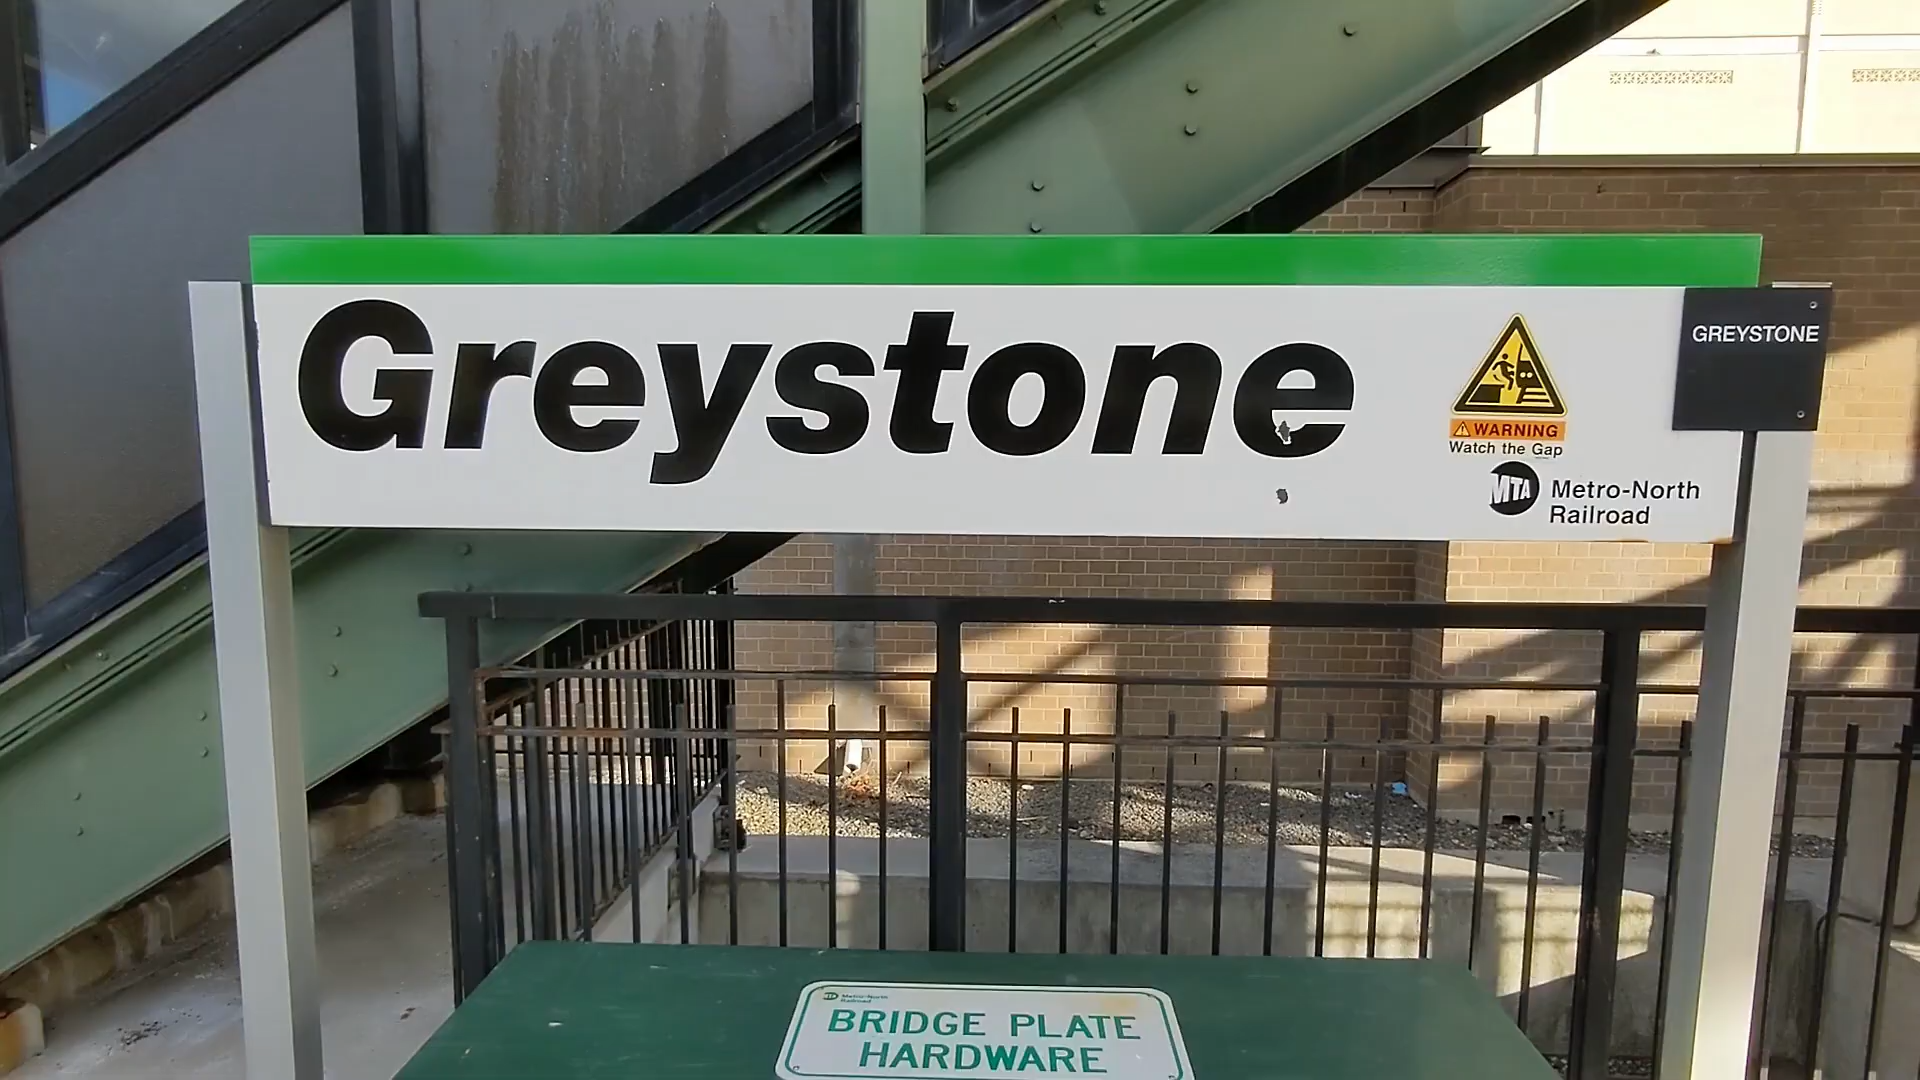 Greystone
GREYSTONE
WARNING
Watch the Gap
MTA Metro-North
Railroad
Metro-North
Railroad
BRIDGE PLATE
HARDWARE